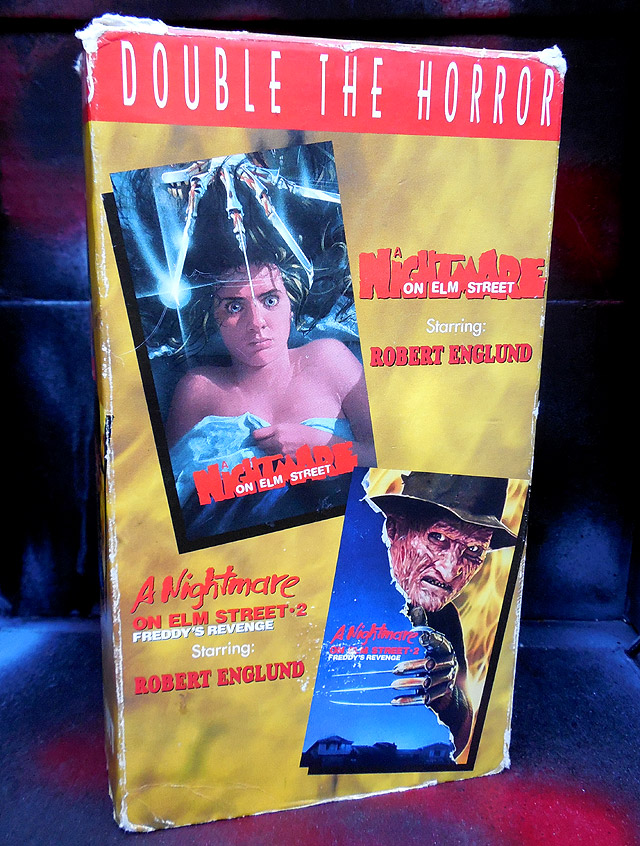 DOUBLE THE HORROR
A
NIGHTMARE
ON ELM STREET
Starring:
ROBERT ENGLUND
A
NIGHTMARE
ON ELM STREET
A Nightmare
ON ELM STREET•2
FREDDY'S REVENGE
Starring:
ROBERT ENGLUND
A Nightmare
ON ELM STREET•2
FREDDY'S REVENGE